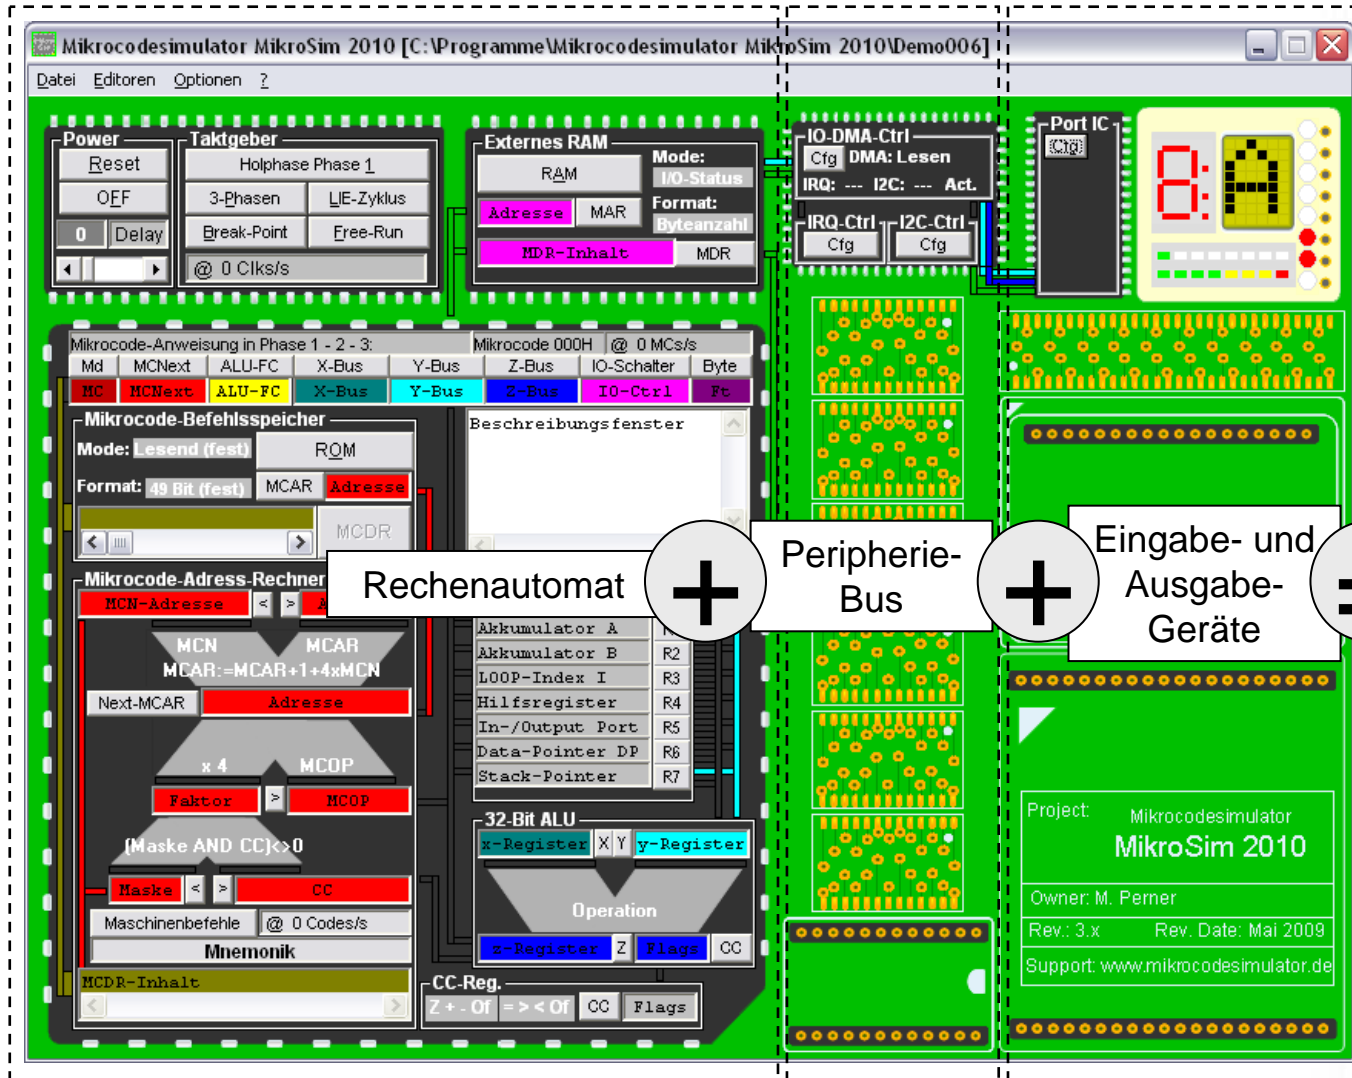 Mikrocodesimulator MikroSim 2010 [C:\Programme\Mikrocodesimulator MikroSim 2010\Demo006]
Datei Editoren Optionen ?
Power
Reset
OFF
0 Delay
Taktgeber
Holphase Phase 1
3-Phasen LIE-Zyklus
Break-Point Free-Run
@ 0 Clks/s
Externes RAM
RAM
Mode:
I/O-Status
Adresse MAR
Format:
Byteanzahl
MDR-Inhalt MDR
IO-DMA-Ctrl
Cfg DMA: Lesen
IRQ: --- I2C: --- Act.
IRQ-Ctrl I2C-Ctrl
Cfg Cfg
Port IC
Cfg
8: A
Mikrocode-Anweisung in Phase 1 - 2 - 3: Mikrocode 000H @ 0 MCs/s
Md MCNext ALU-FC X-Bus Y-Bus Z-Bus IO-Schalter Byte
MC MCNext ALU-FC X-Bus Y-Bus Z-Bus IO-Ctrl Ft
Mikrocode-Befehlsspeicher
Mode: Lesend (fest) ROM
Format: 49 Bit (fest) MCAR Adresse
MCDR
Beschreibungsfenster
Rechenautomat + Peripherie-
Bus
+ Eingabe- und
Ausgabe-
Geräte
Mikrocode-Adress-Rechner
MCN-Adresse < >
MCN MCAR
MCAR:=MCAR+1+4xMCN
Next-MCAR Adresse
x 4 MCOP
Faktor > MCOP
(Maske AND CC)<>0
Maske < > CC
Maschinenbefehle @ 0 Codes/s
Mnemonik
MCDR-Inhalt
Akkumulator A
Akkumulator B R2
LOOP-Index I R3
Hilfsregister R4
In-/Output Port R5
Data-Pointer DP R6
Stack-Pointer R7
32-Bit ALU
x-Register X Y y-Register
Operation
z-Register Z Flags CC
CC-Reg.
Z + - Of = > < Of CC Flags
Project: Mikrocodesimulator
MikroSim 2010
Owner: M. Perner
Rev.: 3.x Rev. Date: Mai 2009
Support: www.mikrocodesimulator.de